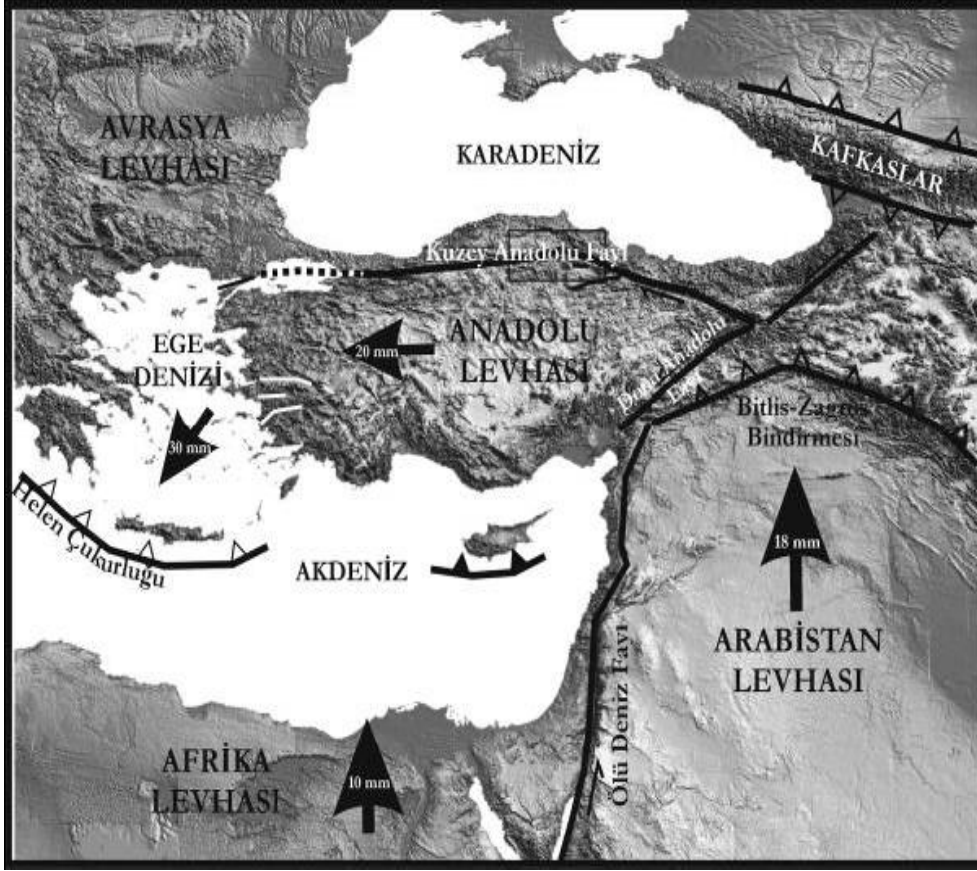 AVRASYA
LEVHASI
KARADENİZ
KAFKASLAR
Kuzey Anadolu Fayı
EGE
DENİZİ
20 mm
ANADOLU
LEVHASI
Doğu Anadolu
Fayı
30 mm
Bitlis-Zagros
Bindirmesi
Helen Çukurluğu
AKDENİZ
18 mm
ARABİSTAN
LEVHASI
Ölü Deniz Fayı
AFRİKA
LEVHASI
10 mm